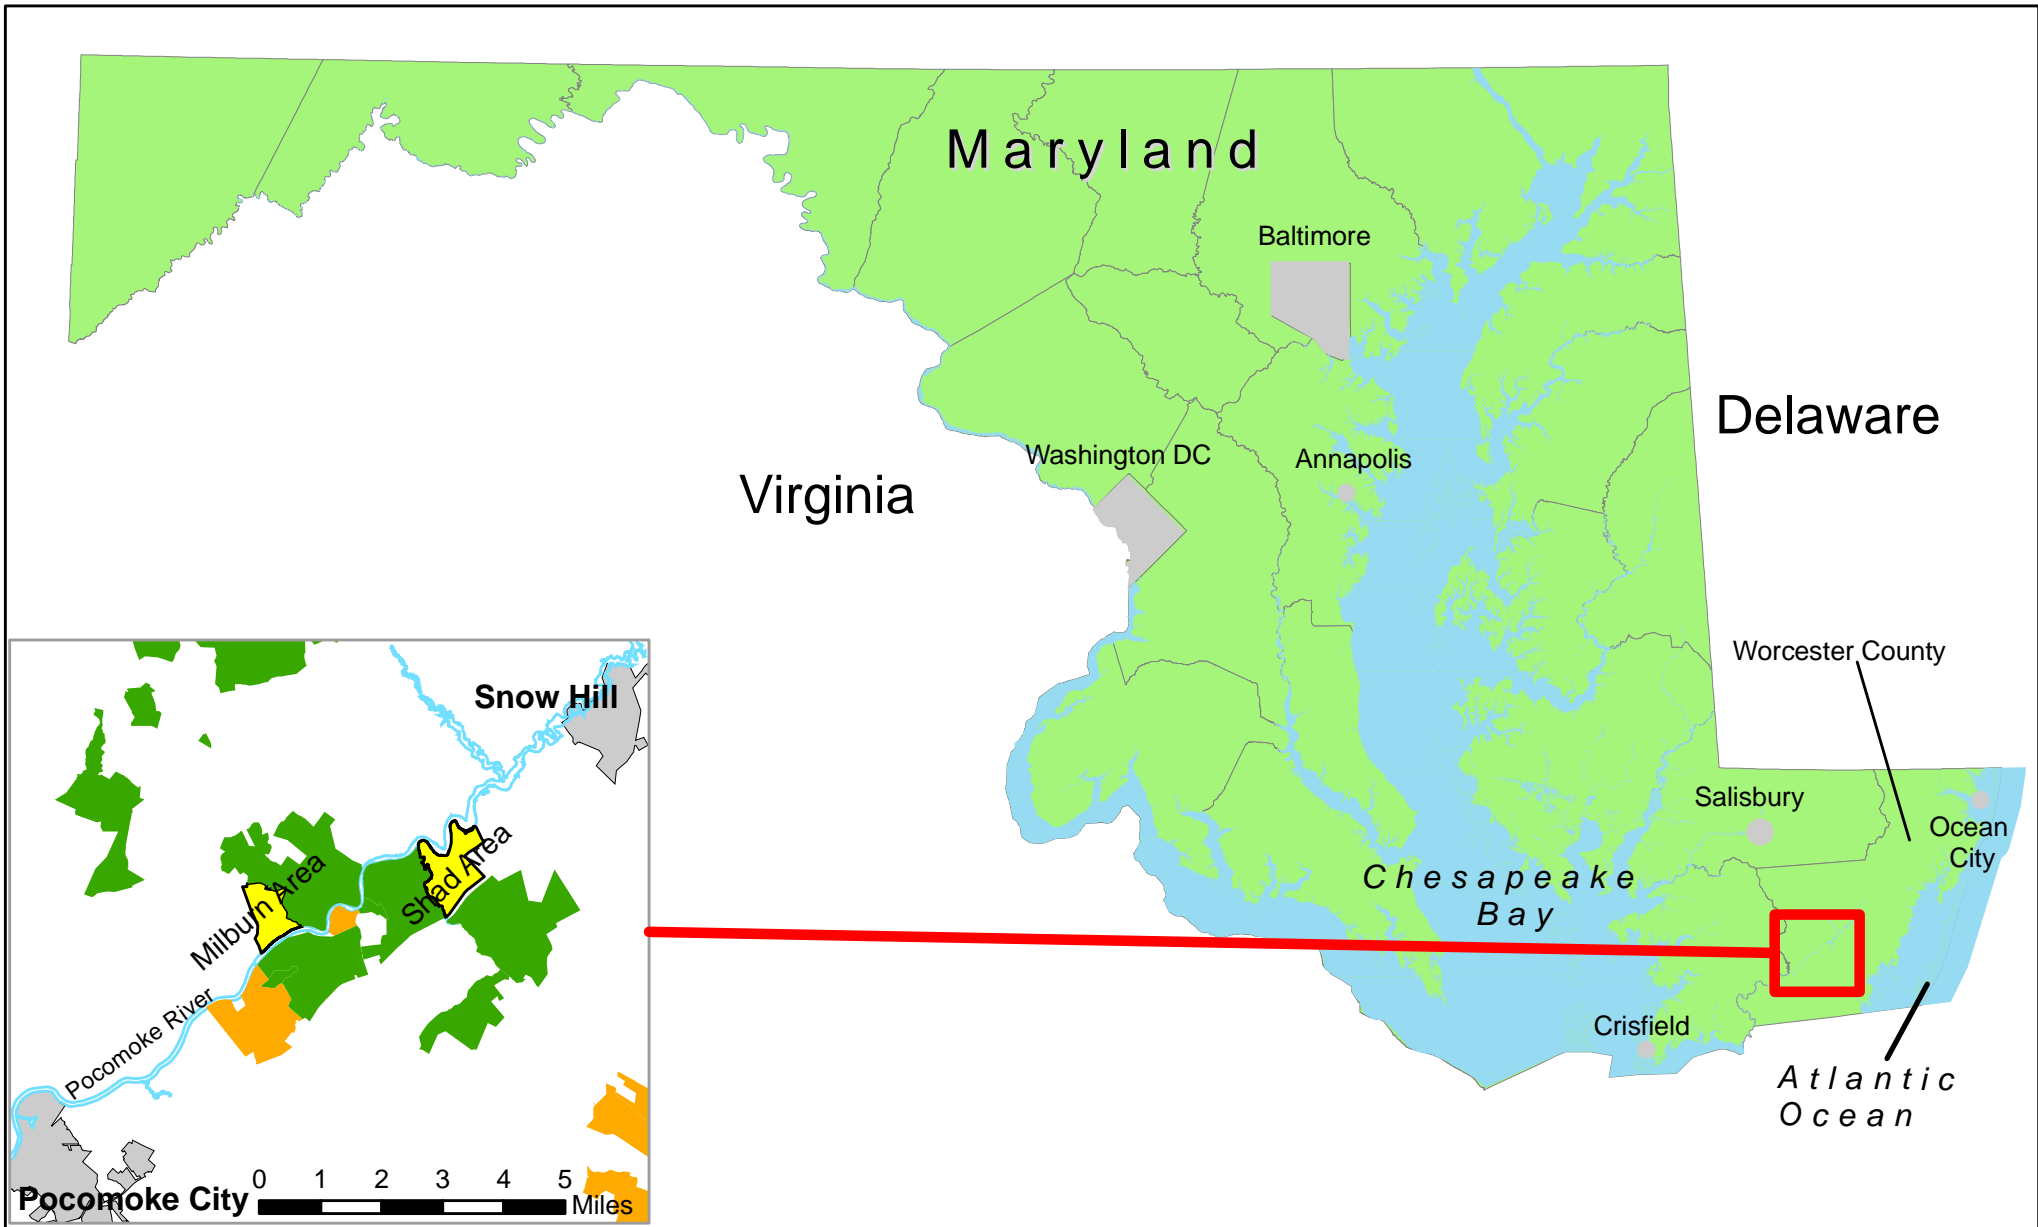 Maryland
Baltimore
Delaware
Washington DC
Annapolis
Virginia
Worcester County
Snow Hill
Salisbury
Ocean
City
Chesapeake
Bay
Milburn Area
Shad Area
Pocomoke River
Crisfield
Atlantic
Ocean
Pocomoke City
0 1 2 3 4 5
Miles